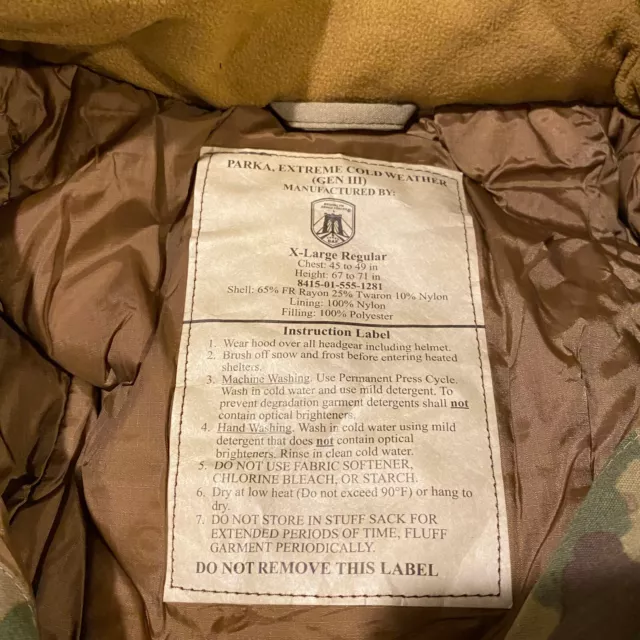 PARKA, EXTREME COLD WEATHER
(GEN III)
MANUFACTURED BY:
X-Large Regular
Chest: 45 to 49 in
Height: 67 to 71 in
8415-01-555-1281
Shell: 65% FR Rayon 25% Twaron 10% Nylon
Lining: 100% Nylon
Filling: 100% Polyester
Instruction Label
1. Wear hood over all headgear including helmet.
2. Brush off snow and frost before entering heated
shelters.
3. Machine Washing. Use Permanent Press Cycle.
Wash in cold water and use mild detergent. To
prevent degradation garment detergents shall not
contain optical brighteners.
4. Hand Washing. Wash in cold water using mild
detergent that does not contain optical
brighteners. Rinse in clean cold water.
5. DO NOT USE FABRIC SOFTENER,
CHLORINE BLEACH, OR STARCH.
6. Dry at low heat (Do not exceed 90°F) or hang to
dry.
7. DO NOT STORE IN STUFF SACK FOR
EXTENDED PERIODS OF TIME, FLUFF
GARMENT PERIODICALLY.
DO NOT REMOVE THIS LABEL